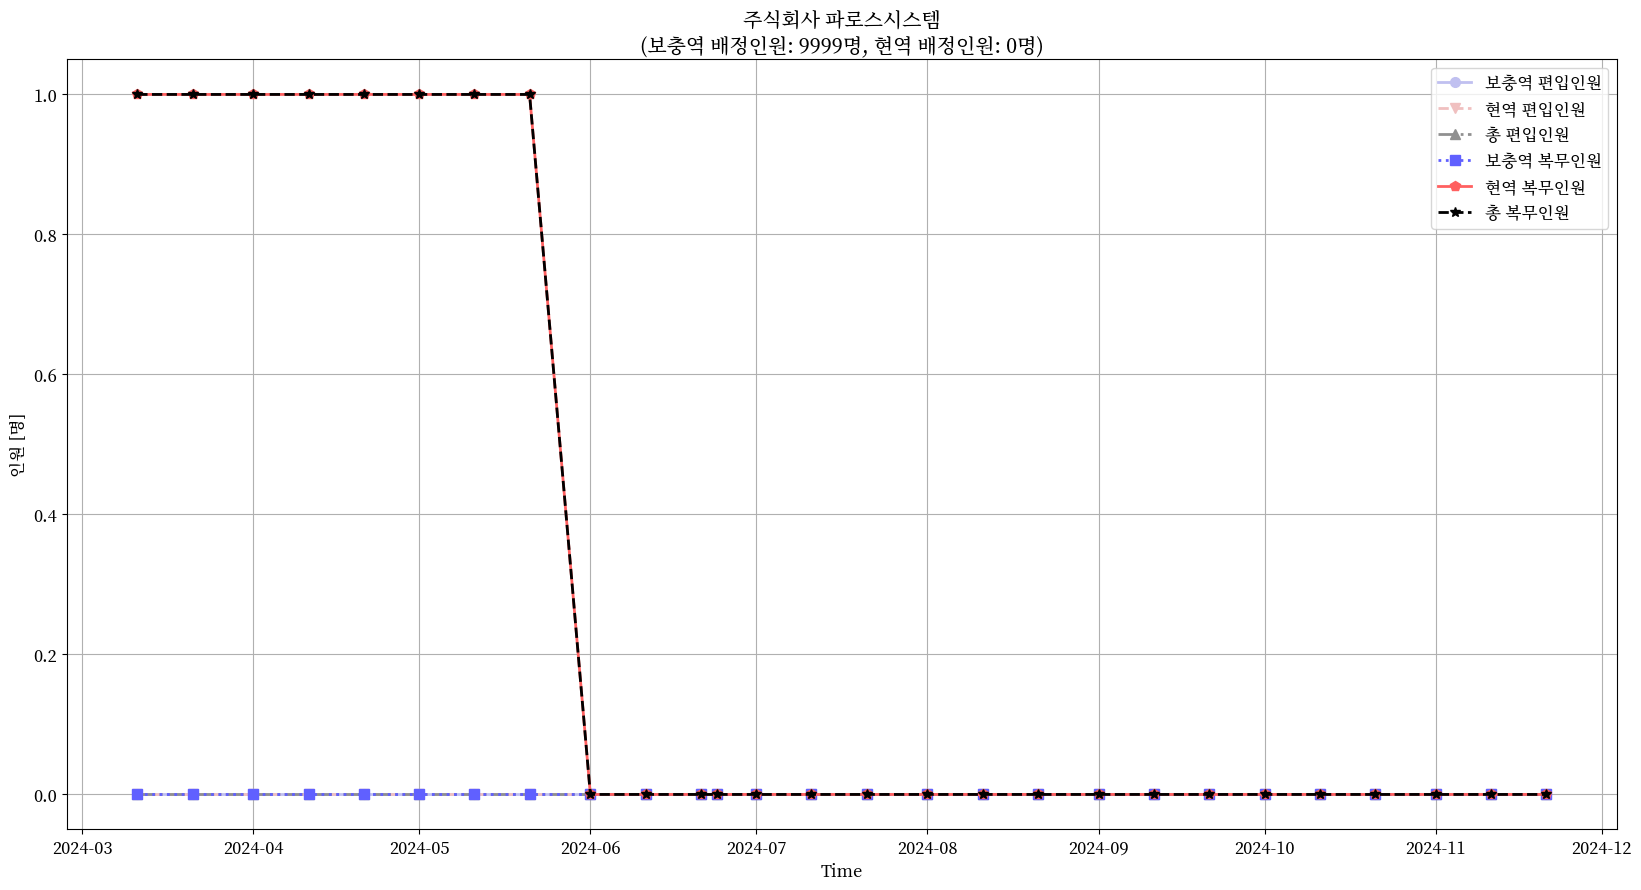 주식회사 파로스시스템
(보충역 배정인원: 9999명, 현역 배정인원: 0명)
보충역 편입인원
현역 편입인원
총 편입인원
보충역 복무인원
현역 복무인원
총 복무인원
1.0
0.8
0.6
0.4
0.2
0.0
인원 [명]
2024-03 2024-04 2024-05 2024-06 2024-07 2024-08 2024-09 2024-10 2024-11 2024-12
Time